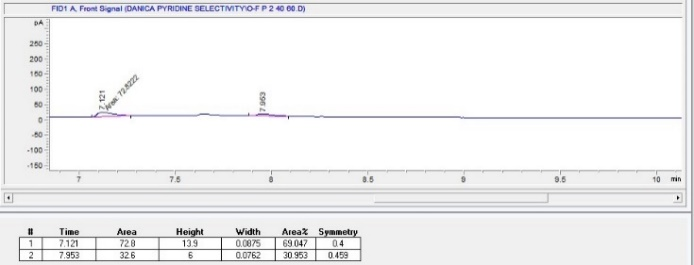 FID1 A, Front Signal (DANICA PYRIDINE SELECTIVITY\O-F P 2 40 60.D)
pA
250
200
150
100
50
0
-50
-100
-150
7.121
Area: 72.8222
7.953
7 7.5 8 8.5 9 9.5 10 min
# Time Area Height Width Area% Symmetry
1 7.121 72.8 13.9 0.0875 69.047 0.4
2 7.953 32.6 6 0.0762 30.953 0.459